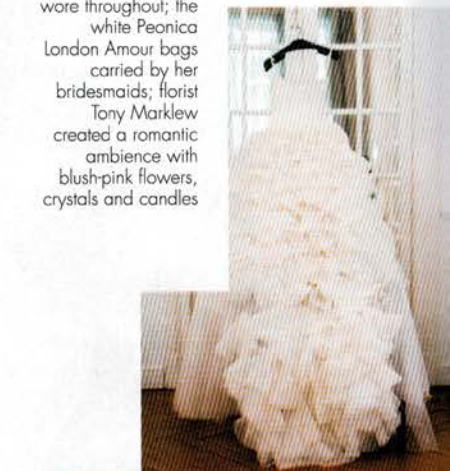 wore throughout; the
white Peonica
London Amour bags
carried by her
bridesmaids; florist
Tony Marklew
created a romantic
ambience with
blush-pink flowers,
crystals and candles